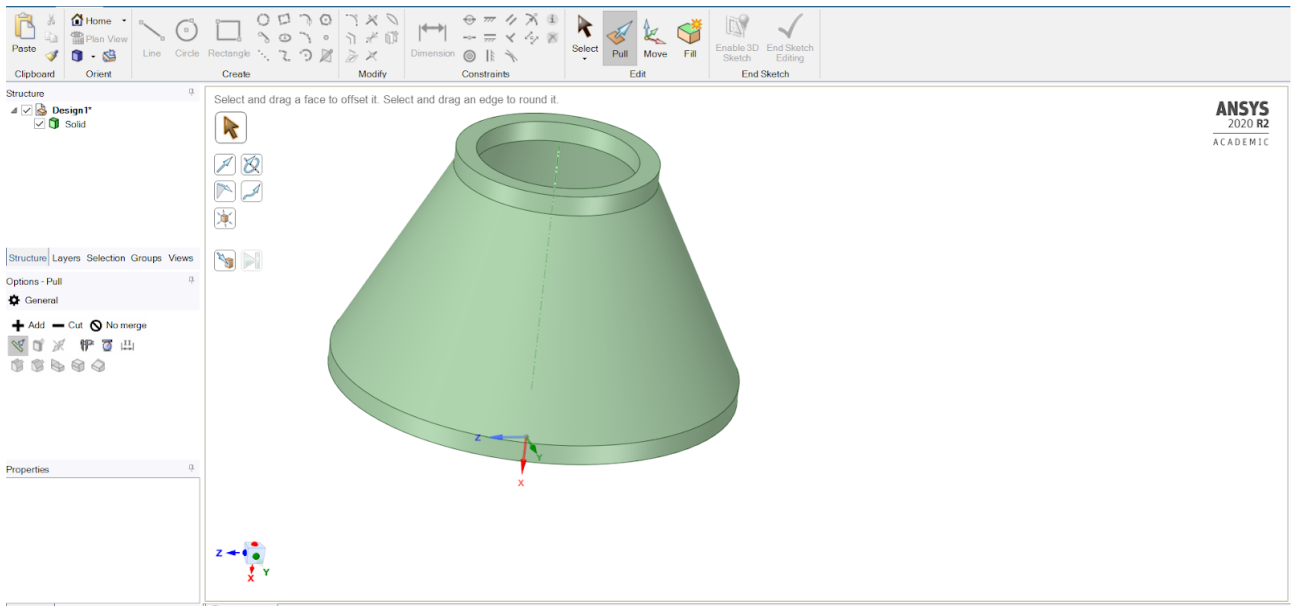 Home
Paste
Plan View
Line Circle Rectangle
Dimension
Select Pull Move Fill
Enable 3D Sketch
End Sketch Editing
Clipboard Orient Create Modify Constraints Edit End Sketch
Structure
Design1*
Solid
Select and drag a face to offset it. Select and drag an edge to round it.
ANSYS
2020 R2
ACADEMIC
Structure Layers Selection Groups Views
Options - Pull
General
Add Cut No merge
Properties
Z
Y
X
Z
Y
X